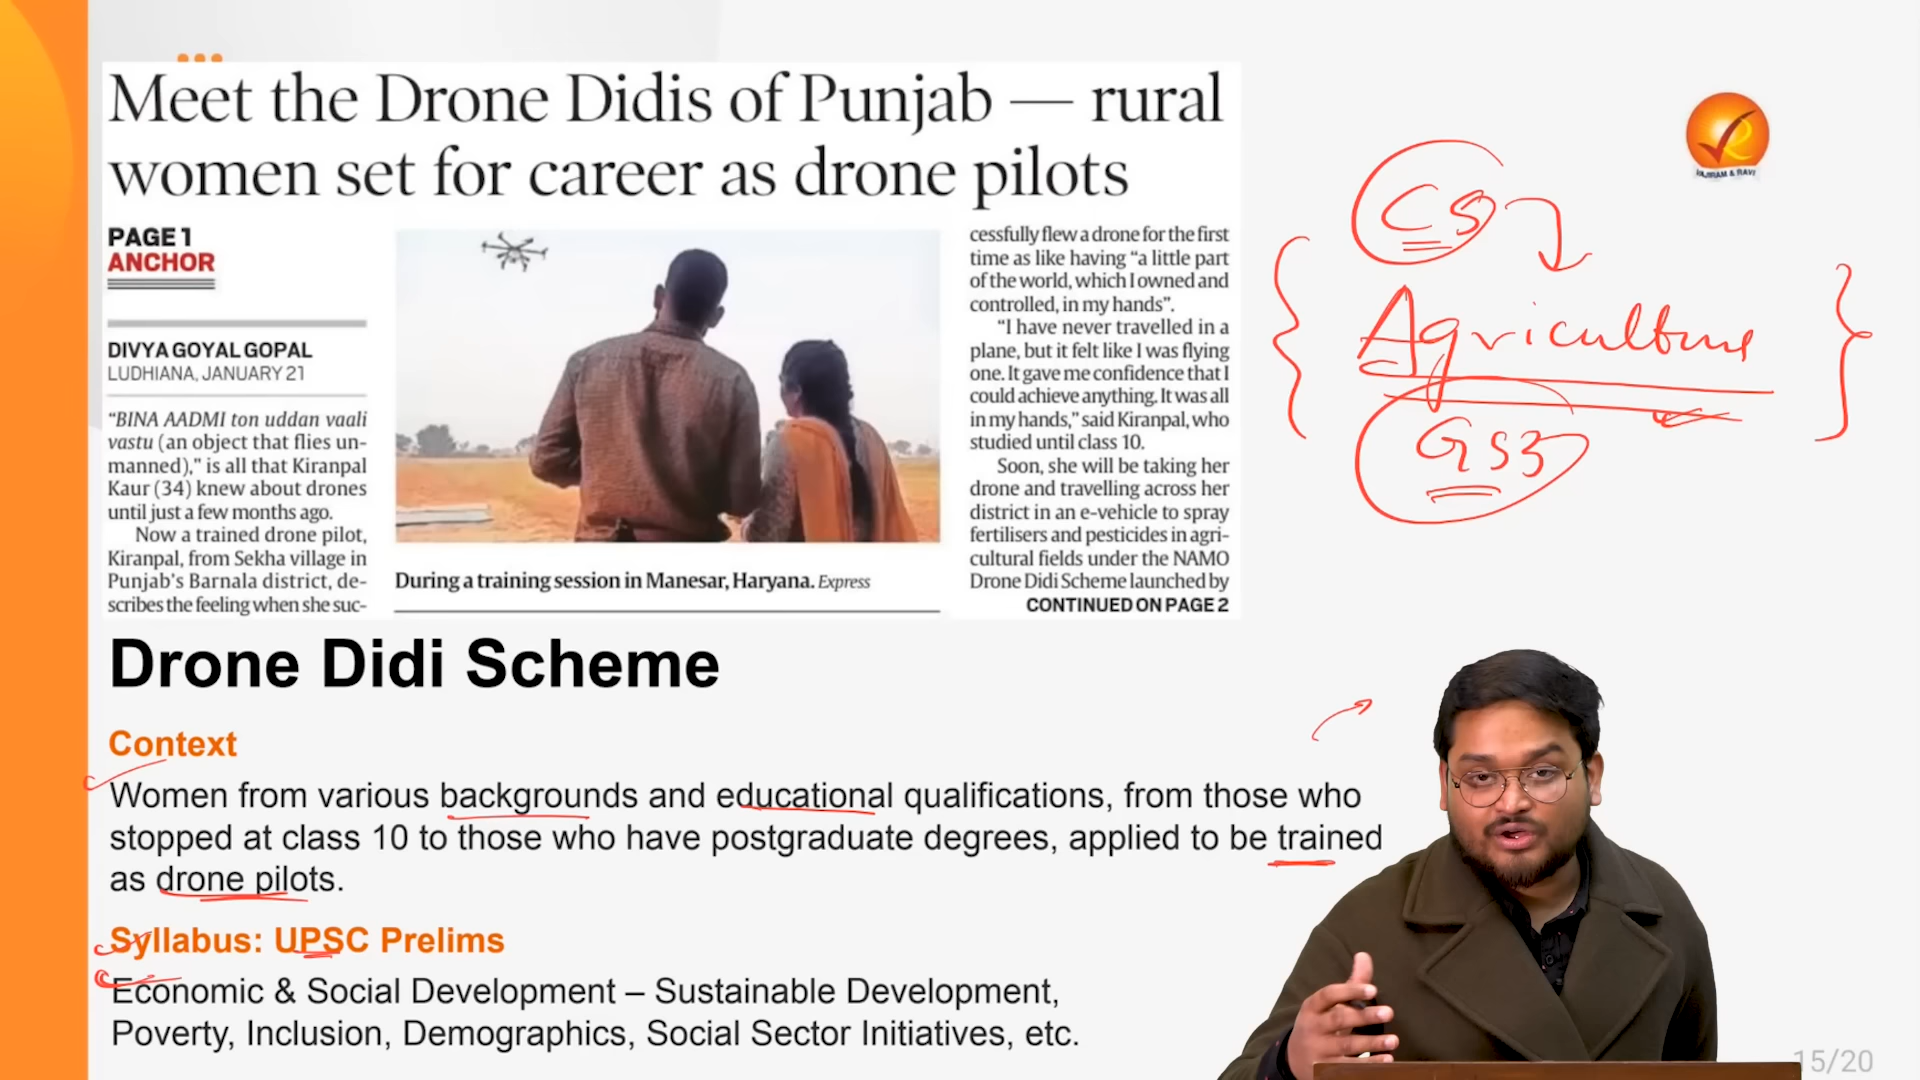 Meet the Drone Didis of Punjab — rural
women set for career as drone pilots
PAGE 1
ANCHOR
DIVYA GOYAL GOPAL
LUDHIANA, JANUARY 21
“BINA AADMI ton uddan vaali
vastu (an object that flies un-
manned),” is all that Kiranpal
Kaur (34) knew about drones
until just a few months ago.
Now a trained drone pilot,
Kiranpal, from Sekha village in
Punjab's Barnala district, de-
scribes the feeling when she suc-
During a training session in Manesar, Haryana. Express
cessfully flew a drone for the first
time as like having “a little part
of the world, which I owned and
controlled, in my hands”.
“I have never travelled in a
plane, but it felt like I was flying
one. It gave me confidence that I
could achieve anything. It was all
in my hands,” said Kiranpal, who
studied until class 10.
Soon, she will be taking her
drone and travelling across her
district in an e-vehicle to spray
fertilisers and pesticides in agri-
cultural fields under the NAMO
Drone Didi Scheme launched by
CONTINUED ON PAGE 2
VAJIRAM & RAVI
CS
Agriculture
GS3
Drone Didi Scheme
Context
Women from various backgrounds and educational qualifications, from those who
stopped at class 10 to those who have postgraduate degrees, applied to be trained
as drone pilots.
Syllabus: UPSC Prelims
Economic & Social Development – Sustainable Development,
Poverty, Inclusion, Demographics, Social Sector Initiatives, etc.
15/20